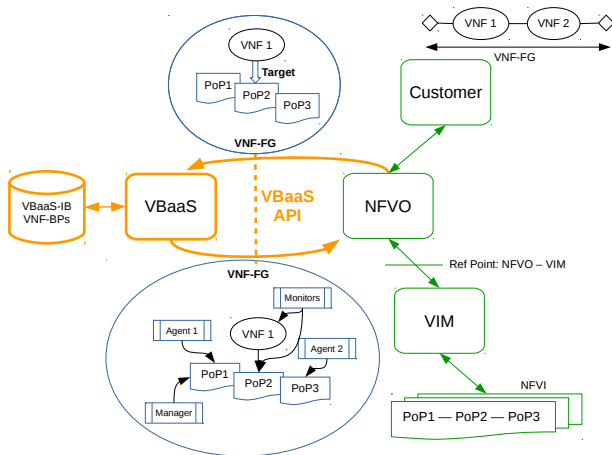 VNF 1
VNF 2
VNF-FG
VNF 1
Target
PoP1
PoP2
PoP3
VNF-FG
Customer
VBaaS-IB
VNF-BPs
VBaaS
VBaaS
API
NFVO
Ref Point: NFVO – VIM
VNF-FG
Monitors
Agent 1
VNF 1
Agent 2
PoP1
PoP2
PoP3
Manager
VIM
NFVI
PoP1 — PoP2 — PoP3